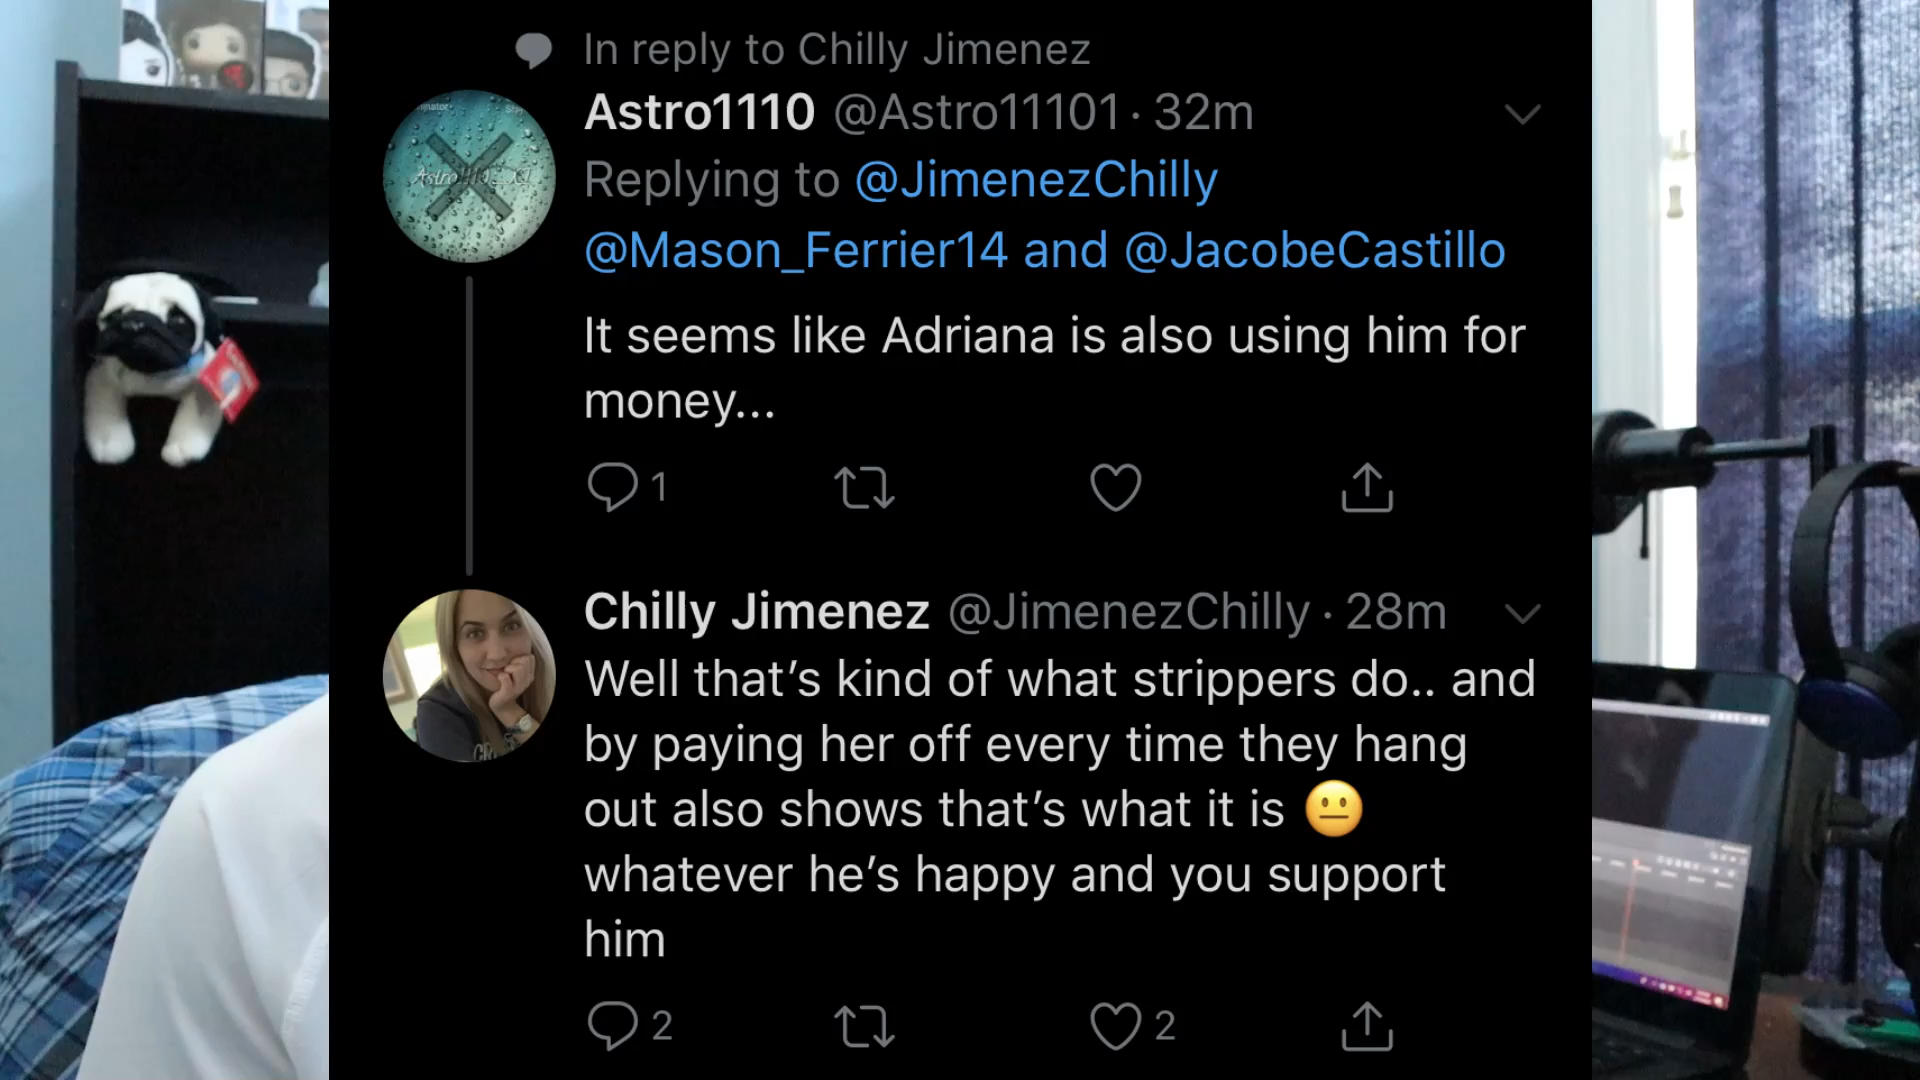 In reply to Chilly Jimenez
Astro1110 @Astro11101 · 32m
Replying to @JimenezChilly
@Mason_Ferrier14 and @JacobeCastillo
It seems like Adriana is also using him for
money...
1
Chilly Jimenez @JimenezChilly · 28m
Well that’s kind of what strippers do.. and
by paying her off every time they hang
out also shows that’s what it is 😐
whatever he’s happy and you support
him
2
2